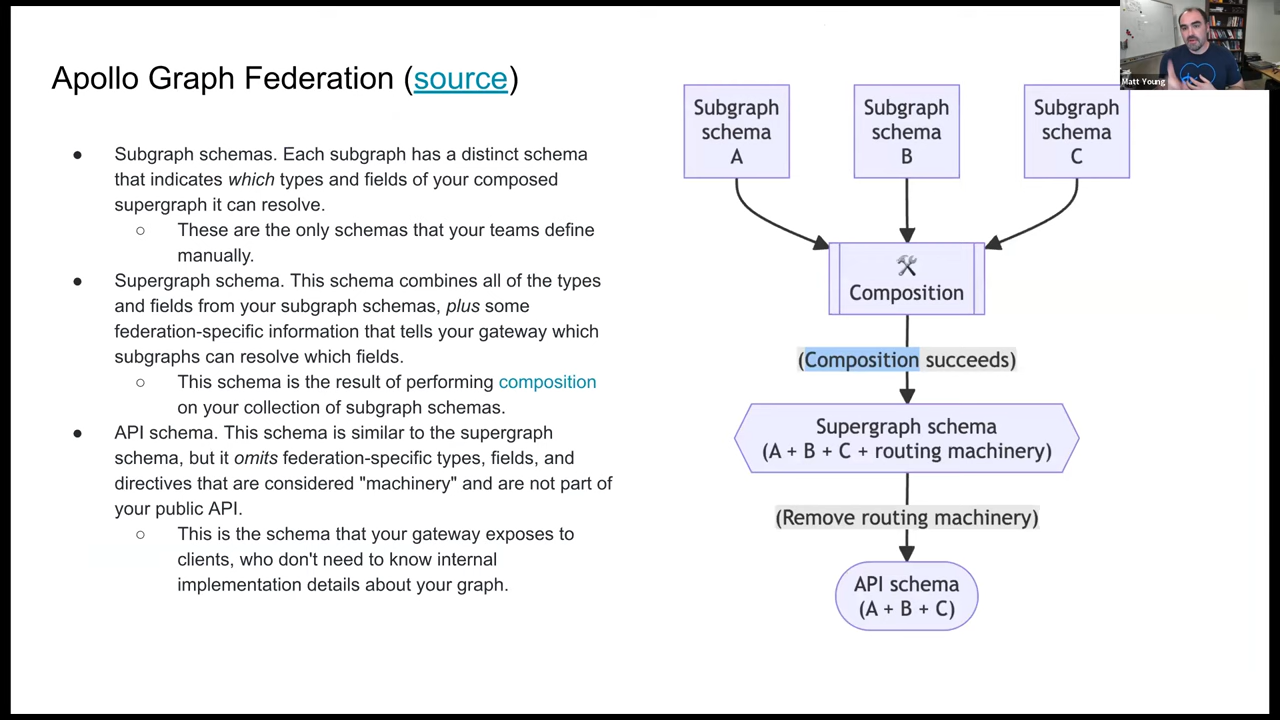 Apollo Graph Federation (source)
● Subgraph schemas. Each subgraph has a distinct schema
that indicates which types and fields of your composed
supergraph it can resolve.
○ These are the only schemas that your teams define
manually.
● Supergraph schema. This schema combines all of the types
and fields from your subgraph schemas, plus some
federation-specific information that tells your gateway which
subgraphs can resolve which fields.
○ This schema is the result of performing composition
on your collection of subgraph schemas.
● API schema. This schema is similar to the supergraph
schema, but it omits federation-specific types, fields, and
directives that are considered "machinery" and are not part of
your public API.
○ This is the schema that your gateway exposes to
clients, who don't need to know internal
implementation details about your graph.
Subgraph
schema
A
Subgraph
schema
B
Subgraph
schema
C
Composition
(Composition succeeds)
Supergraph schema
(A + B + C + routing machinery)
(Remove routing machinery)
API schema
(A + B + C)
Matt Young